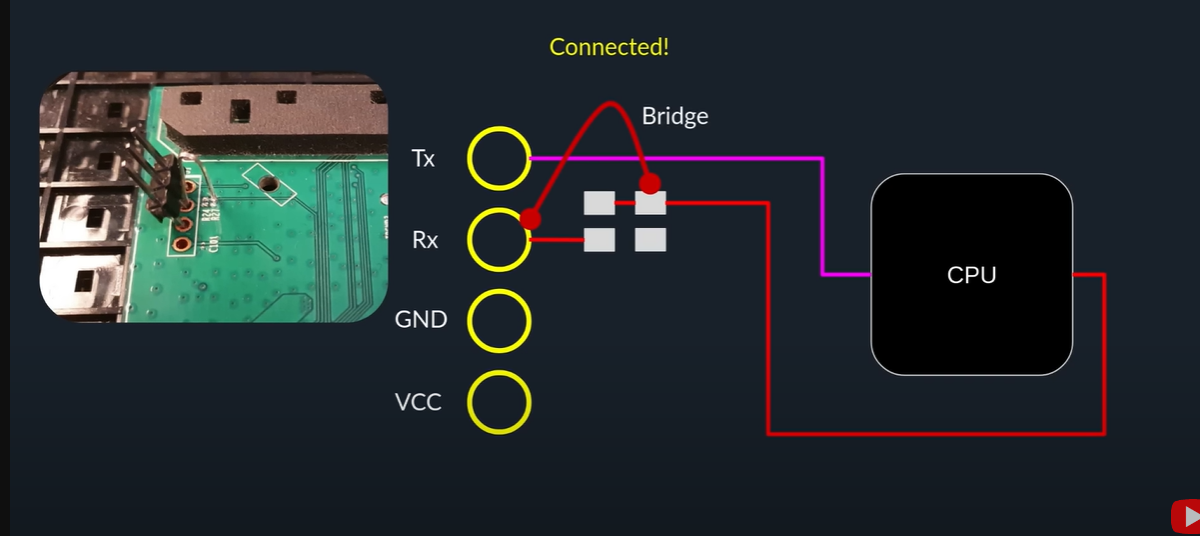 Connected!
Bridge
Tx
Rx
CPU
GND
VCC